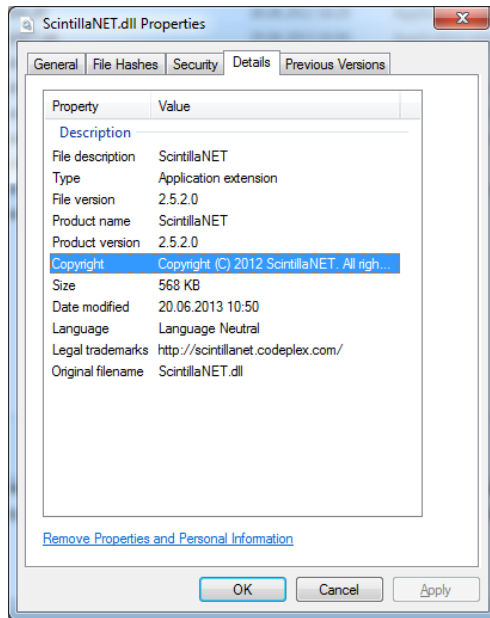 ScintillaNET.dll Properties
General File Hashes Security Details Previous Versions
Property Value
Description
File description ScintillaNET
Type Application extension
File version 2.5.2.0
Product name ScintillaNET
Product version 2.5.2.0
Copyright Copyright (C) 2012 ScintillaNET. All righ...
Size 568 KB
Date modified 20.06.2013 10:50
Language Language Neutral
Legal trademarks http://scintillanet.codeplex.com/
Original filename ScintillaNET.dll
Remove Properties and Personal Information
OK Cancel Apply